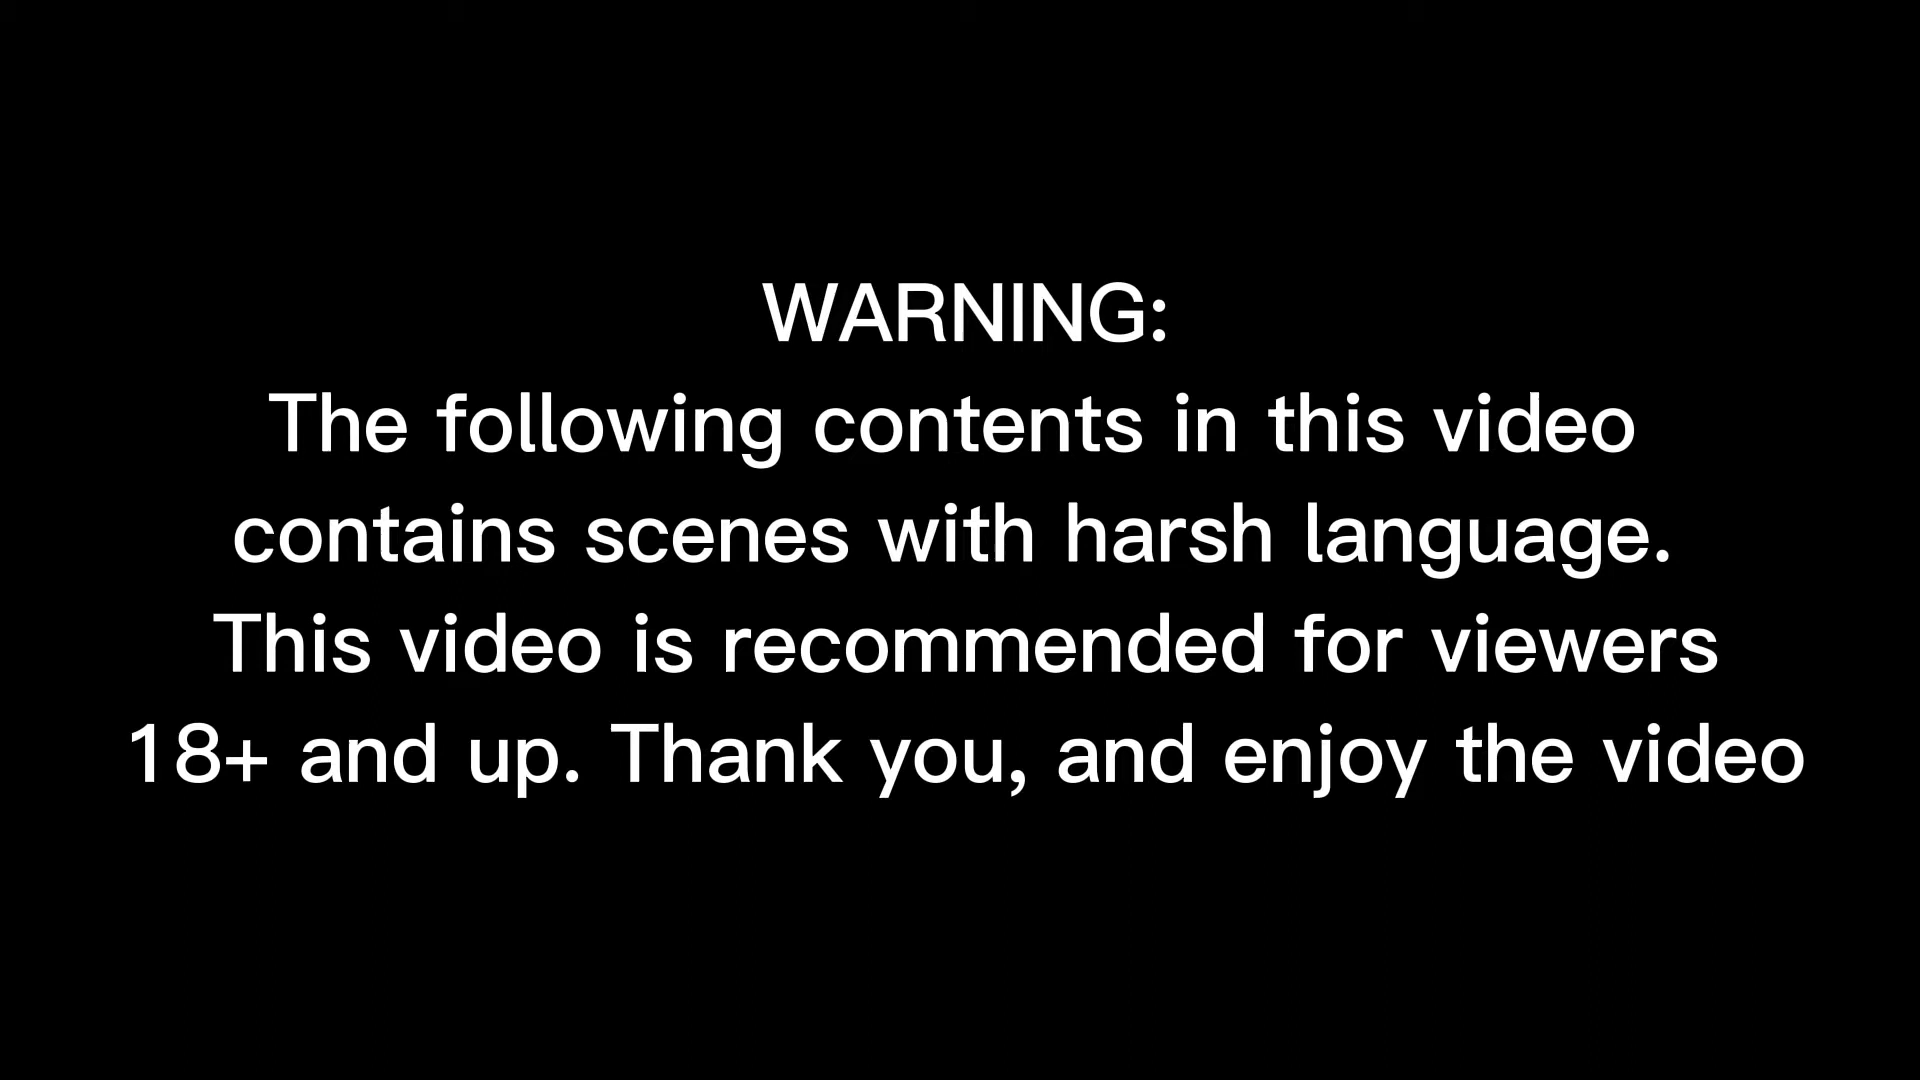 WARNING:
The following contents in this video
contains scenes with harsh language.
This video is recommended for viewers
18+ and up. Thank you, and enjoy the video